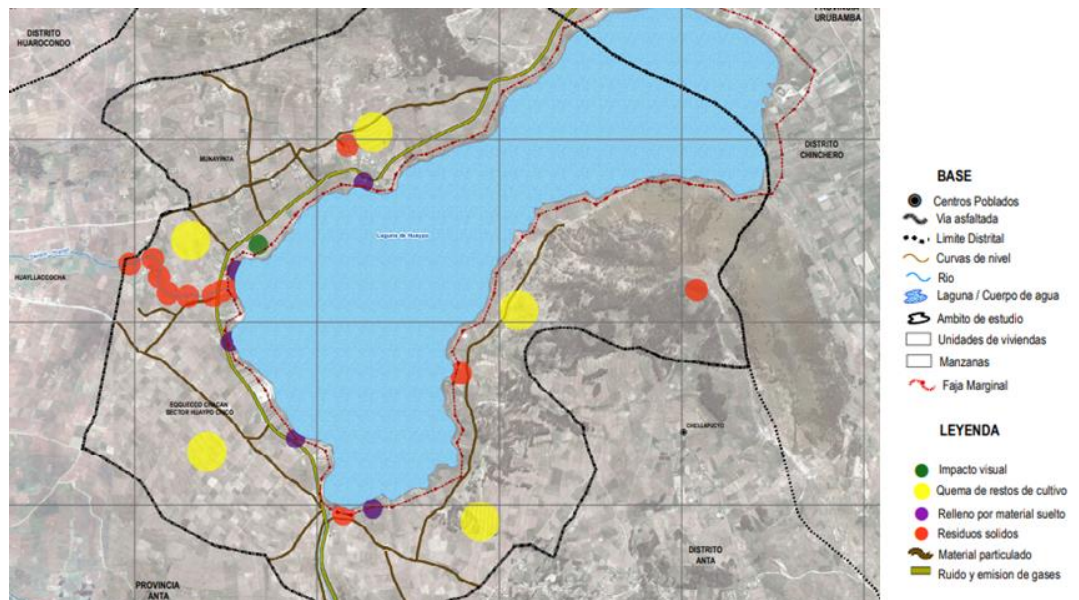 PROVINCIA
URUBAMBA
DISTRITO
HUAROCONDO
DISTRITO
CHINCHERO
MUNAYPATA
Laguna de Huaypo
HUAYLLACCOCHA
EQQUECCO CHACAN
SECTOR HUAYPO CHICO
CHELLAPUCYO
DISTRITO
ANTA
PROVINCIA
ANTA
BASE
Centros Poblados
Via asfaltada
Limite Distrital
Curvas de nivel
Rio
Laguna / Cuerpo de agua
Ambito de estudio
Unidades de viviendas
Manzanas
Faja Marginal
LEYENDA
Impacto visual
Quema de restos de cultivo
Relleno por material suelto
Residuos solidos
Material particulado
Ruido y emision de gases